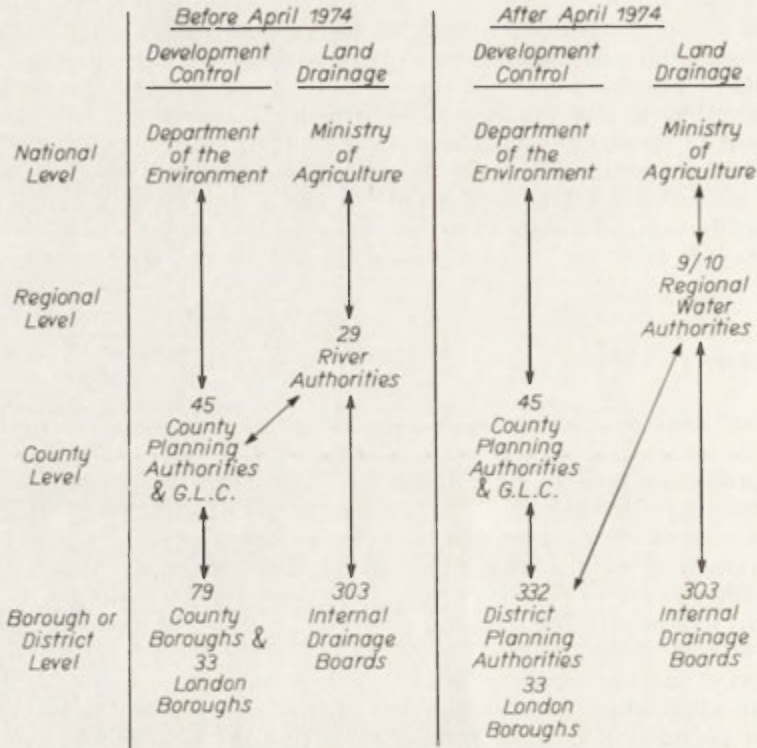 Before April 1974
After April 1974
Development
Control
Land
Drainage
Development
Control
Land
Drainage
National
Level
Department
of the
Environment
Ministry
of
Agriculture
Department
of the
Environment
Ministry
of
Agriculture
Regional
Level
29
River
Authorities
9/10
Regional
Water
Authorities
County
Level
45
County
Planning
Authorities
& G.L.C.
45
County
Planning
Authorities
& G.L.C.
Borough or
District
Level
79
County
Boroughs &
33
London
Boroughs
303
Internal
Drainage
Boards
332
District
Planning
Authorities
33
London
Boroughs
303
Internal
Drainage
Boards